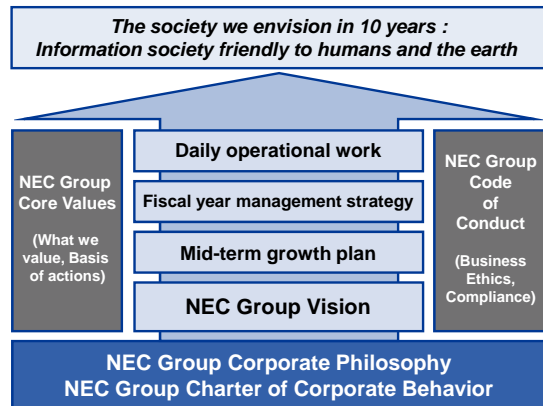 The society we envision in 10 years :
Information society friendly to humans and the earth
NEC Group
Core Values
(What we
value, Basis
of actions)
Daily operational work
Fiscal year management strategy
Mid-term growth plan
NEC Group Vision
NEC Group
Code
of
Conduct
(Business
Ethics,
Compliance)
NEC Group Corporate Philosophy
NEC Group Charter of Corporate Behavior